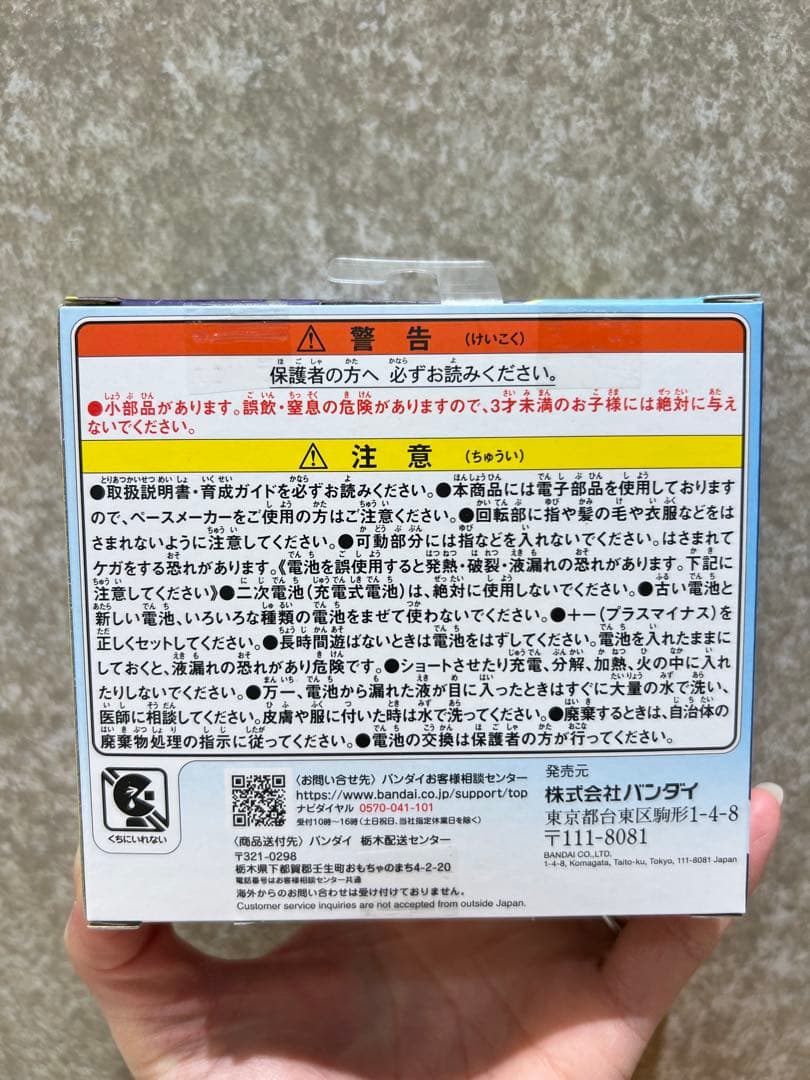 ⚠ 警告 (けいこく)
保護者の方へ 必ずお読みください。
●小部品があります。誤飲・窒息の危険がありますので、3才未満のお子様には絶対に与え
ないでください。
⚠ 注意 (ちゅうい)
●取扱説明書・育成ガイドを必ずお読みください。●本商品には電子部品を使用しております
ので、ペースメーカーをご使用の方はご注意ください。●回転部に指や髪の毛や衣服などをは
さまれないように注意してください。●可動部分には指などを入れないでください。はさまれて
ケガをする恐れがあります。《電池を誤使用すると発熱・破裂・液漏れの恐れがあります。下記に
注意してください》●二次電池(充電式電池)は、絶対に使用しないでください。●古い電池と
新しい電池、いろいろな種類の電池をまぜて使わないでください。●+-(プラスマイナス)を
正しくセットしてください。●長時間遊ばないときは電池をはずしてください。電池を入れたままに
しておくと、液漏れの恐れがあり危険です。●ショートさせたり充電、分解、加熱、火の中に入れ
たりしないでください。●万一、電池から漏れた液が目に入ったときはすぐに大量の水で洗い、
医師に相談してください。皮膚や服に付いた時は水で洗ってください。●廃棄するときは、自治体の
廃棄物処理の指示に従ってください。●電池の交換は保護者の方が行ってください。
くちにいれない
〈お問い合せ先〉バンダイお客様相談センター
https://www.bandai.co.jp/support/top
ナビダイヤル 0570-041-101
受付10時～16時(土日祝日、当社指定休業日を除く)
〈商品送付先〉バンダイ 栃木配送センター
〒321-0298
栃木県下都賀郡壬生町おもちゃのまち4-2-20
電話番号はお客様相談センター共通
海外からのお問い合わせは受け付けておりません。
Customer service inquiries are not accepted from outside Japan.
発売元
株式会社バンダイ
東京都台東区駒形1-4-8
〒111-8081
BANDAI CO.,LTD.
1-4-8, Komagata, Taito-ku, Tokyo, 111-8081 Japan